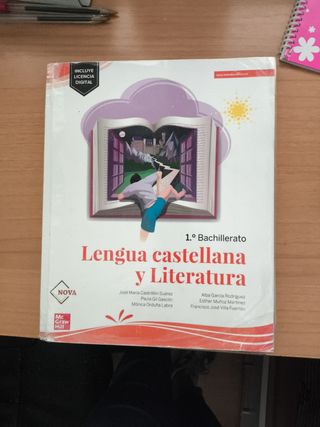 INCLUYE
LICENCIA
DIGITAL
1.º Bachillerato
Lengua castellana
y Literatura
José María Castrillón Suárez
Paula Gil Gascón
Mónica Orduña Labra
Alba García Rodríguez
Esther Muñoz Martínez
Francisco José Villa Fuentes
NOVA
Mc
Graw
Hill